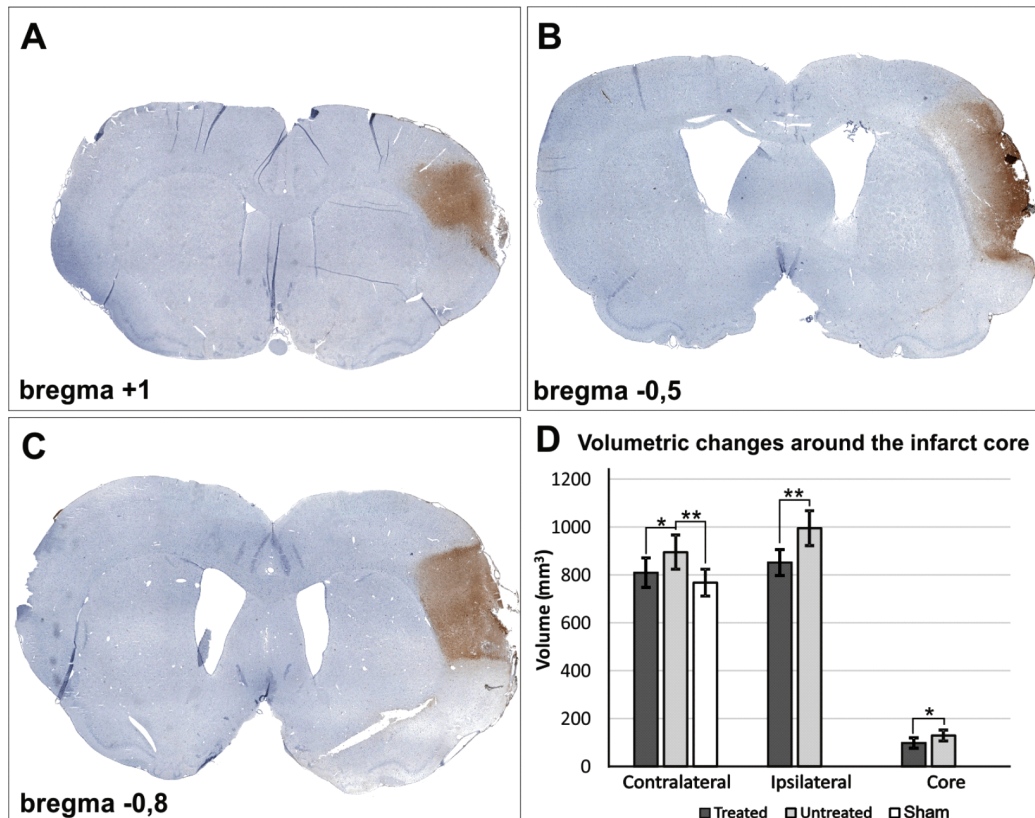 A
bregma +1
B
bregma -0,5
C
bregma -0,8
D Volumetric changes around the infarct core
Volume (mm³)
1200
1000
800
600
400
200
0
* **
**
*
Contralateral Ipsilateral Core
Treated Untreated Sham